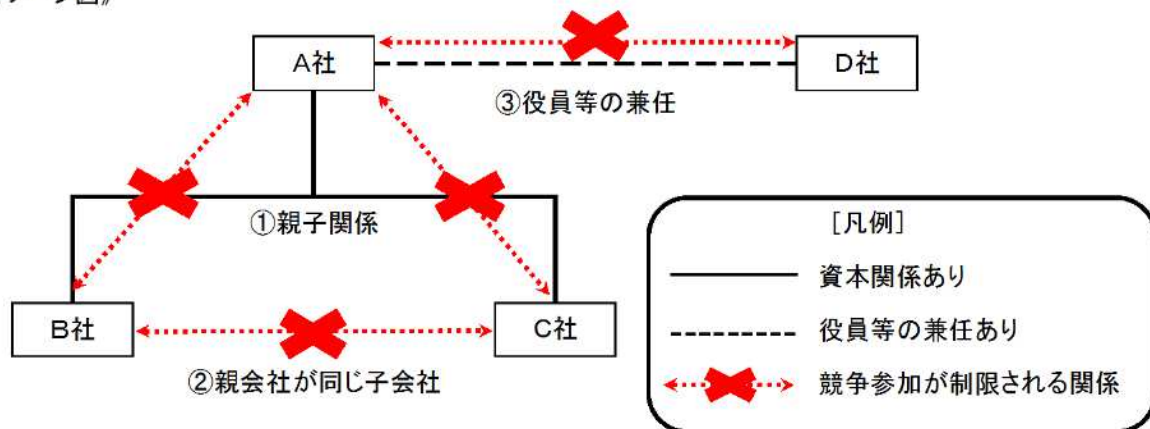 A社
D社
③役員等の兼任
①親子関係
B社
C社
②親会社が同じ子会社
[凡例]
資本関係あり
役員等の兼任あり
競争参加が制限される関係